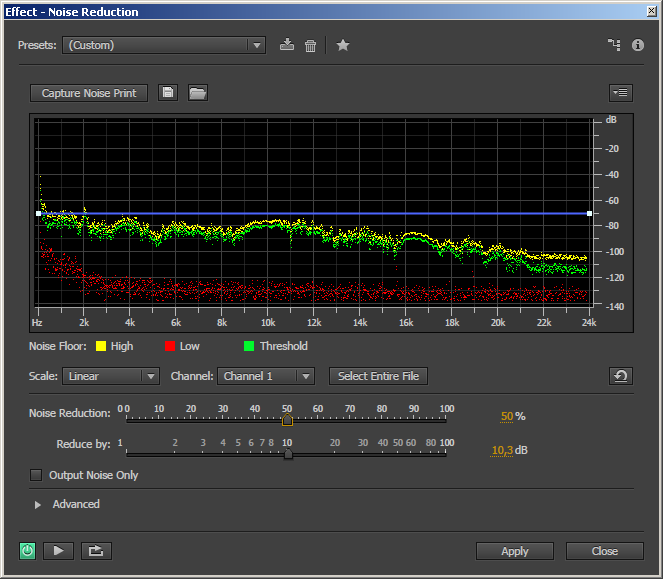 Effect - Noise Reduction
Presets: (Custom)
Capture Noise Print
dB
-20
-40
-60
-80
-100
-120
-140
Hz 2k 4k 6k 8k 10k 12k 14k 16k 18k 20k 22k 24k
Noise Floor: High Low Threshold
Scale: Linear Channel: Channel 1 Select Entire File
Noise Reduction: 0 0 10 20 30 40 50 60 70 80 90 100 50 %
Reduce by: 1 2 3 4 5 6 7 8 10 20 30 40 50 60 80 100 10,3 dB
Output Noise Only
Advanced
Apply Close